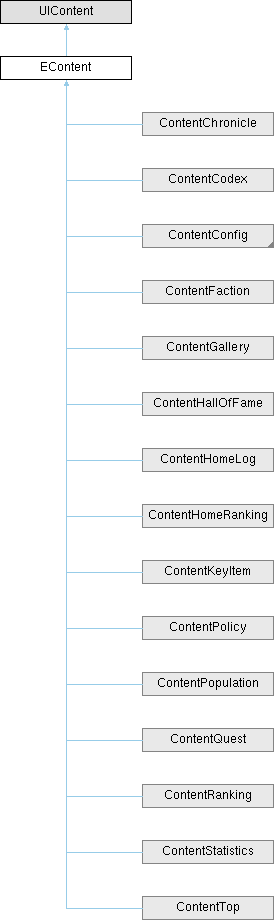 UIContent
EContent
ContentChronicle
ContentCodex
ContentConfig
ContentFaction
ContentGallery
ContentHallOfFame
ContentHomeLog
ContentHomeRanking
ContentKeyItem
ContentPolicy
ContentPopulation
ContentQuest
ContentRanking
ContentStatistics
ContentTop